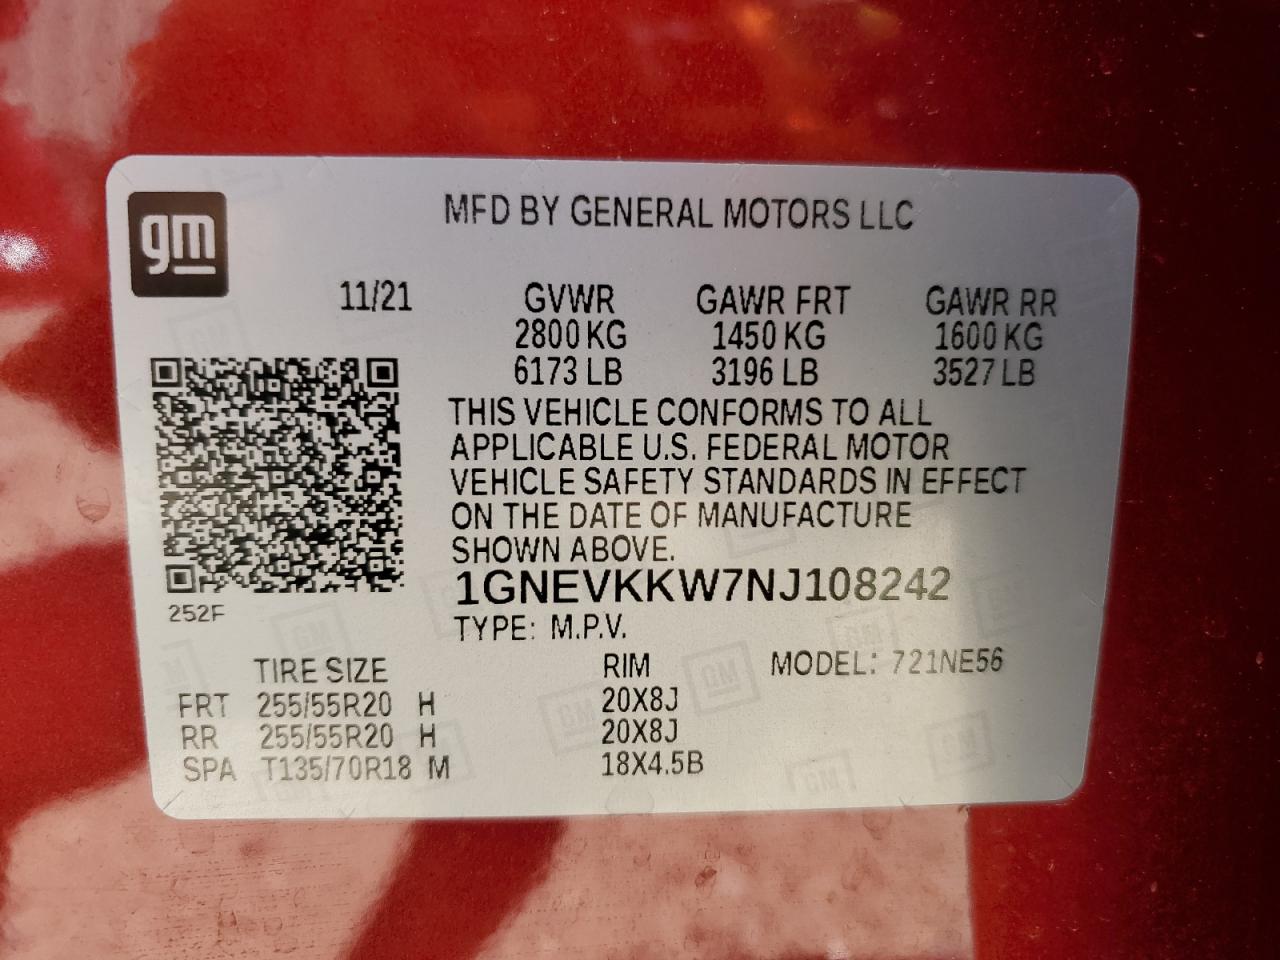 gm
MFD BY GENERAL MOTORS LLC
11/21 GVWR GAWR FRT GAWR RR
2800 KG 1450 KG 1600 KG
6173 LB 3196 LB 3527 LB
THIS VEHICLE CONFORMS TO ALL
APPLICABLE U.S. FEDERAL MOTOR
VEHICLE SAFETY STANDARDS IN EFFECT
ON THE DATE OF MANUFACTURE
SHOWN ABOVE.
1GNEVKKW7NJ108242
252F
TYPE: M.P.V.
TIRE SIZE RIM MODEL: 721NE56
FRT 255/55R20 H 20X8J
RR 255/55R20 H 20X8J
SPA T135/70R18 M 18X4.5B